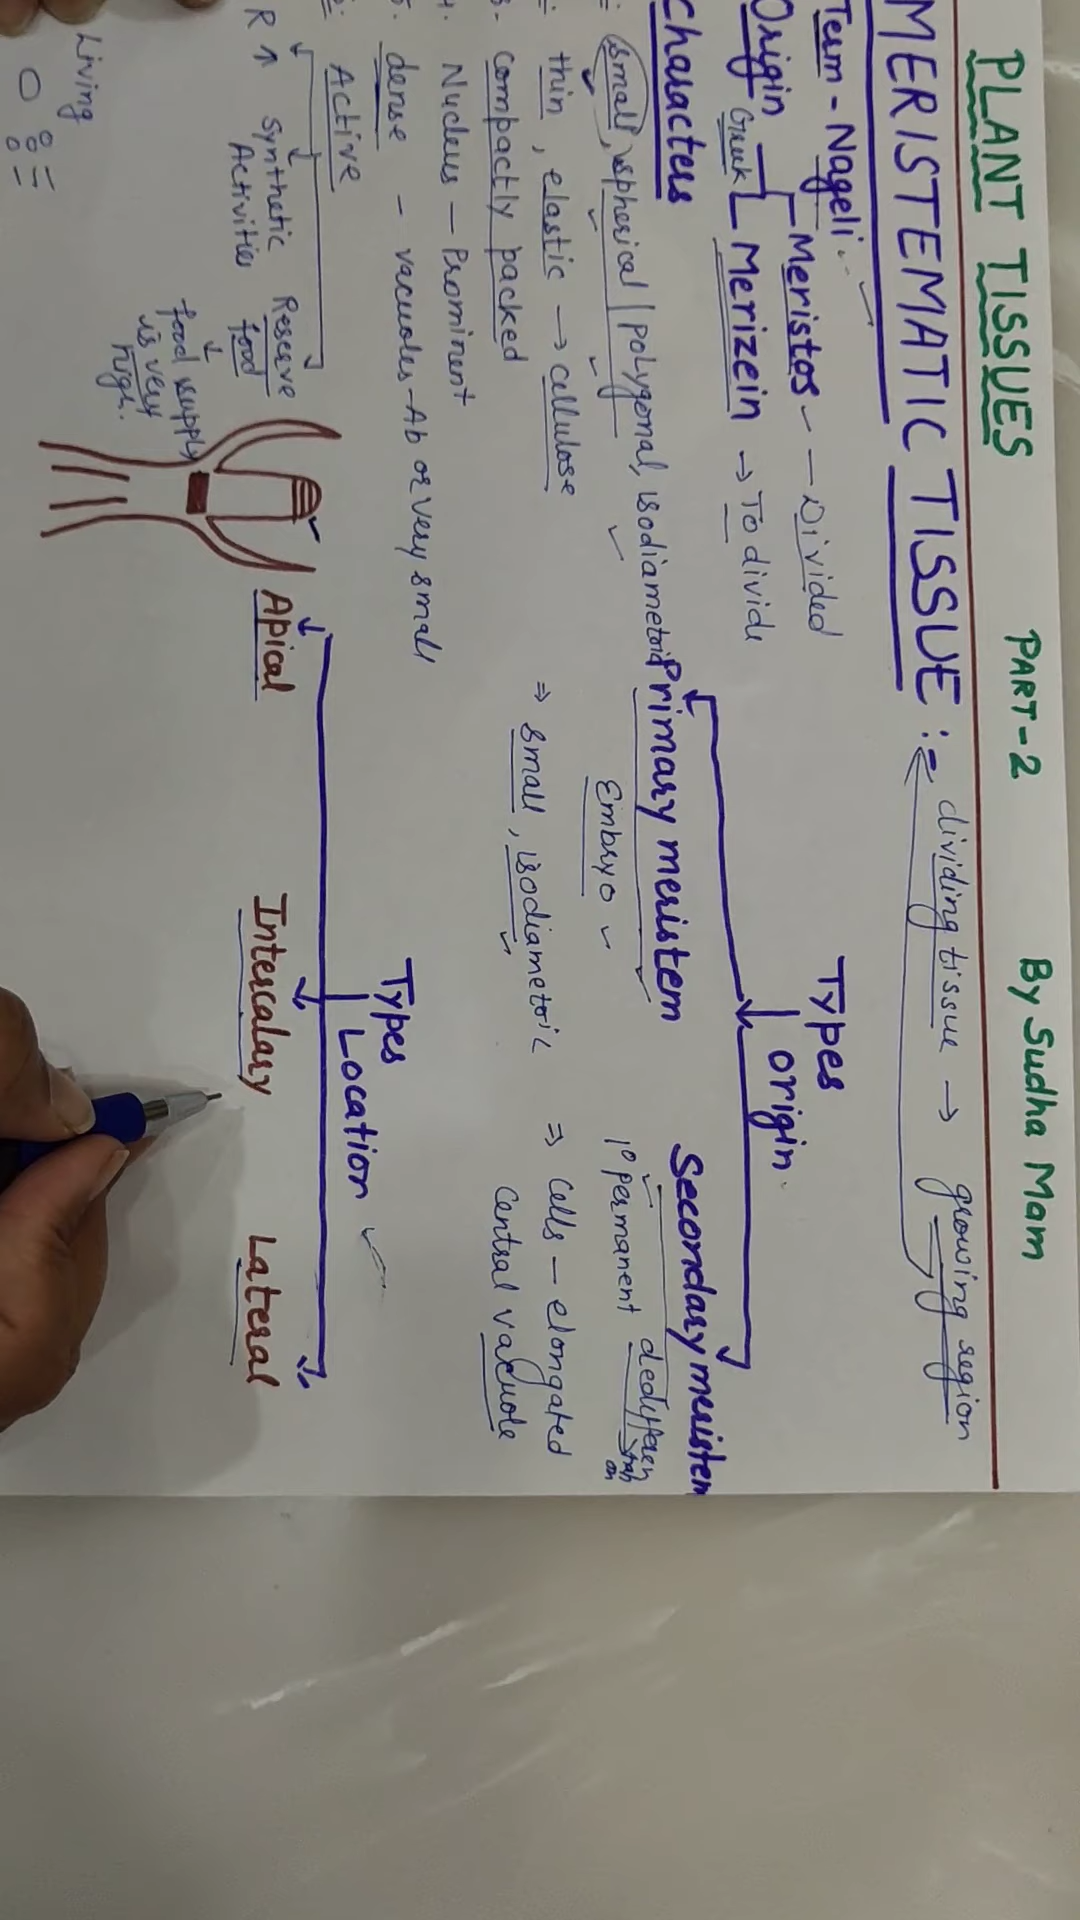 PLANT TISSUES PART-2 By Sudha Mam
MERISTEMATIC TISSUE :- dividing tissue → growing region
Term - Nageli
Origin Meristos - Divided
Greek Merizein → To divide
Characters
small, spherical | polygonal, isodiametric
thin, elastic → cellulose
3. compactly packed
4. Nucleus - Prominent
5. dense - vacuoles - Ab or very small
Active
R ↑ Synthetic Activities Reserve food
↓
food supply is very high.
Living
Types
Origin
Primary meristem Secondary meristem
Embryo 1° permanent dedifferentiation
⇒ small, isodiametric ⇒ cells - elongated
central vacuole
Types
Location
Apical Intercalary Lateral